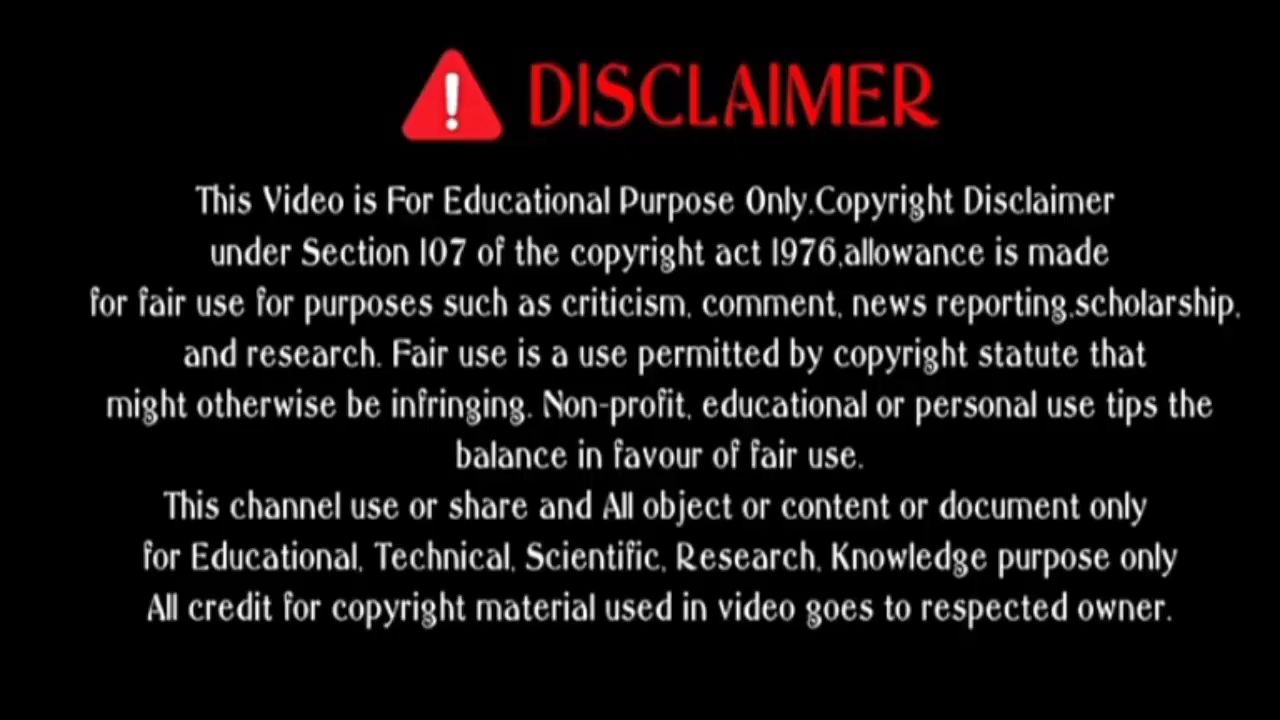 DISCLAIMER
This Video is For Educational Purpose Only.Copyright Disclaimer
under Section 107 of the copyright act 1976,allowance is made
for fair use for purposes such as criticism, comment, news reporting,scholarship,
and research. Fair use is a use permitted by copyright statute that
might otherwise be infringing. Non-profit, educational or personal use tips the
balance in favour of fair use.
This channel use or share and All object or content or document only
for Educational, Technical, Scientific, Research, Knowledge purpose only
All credit for copyright material used in video goes to respected owner.